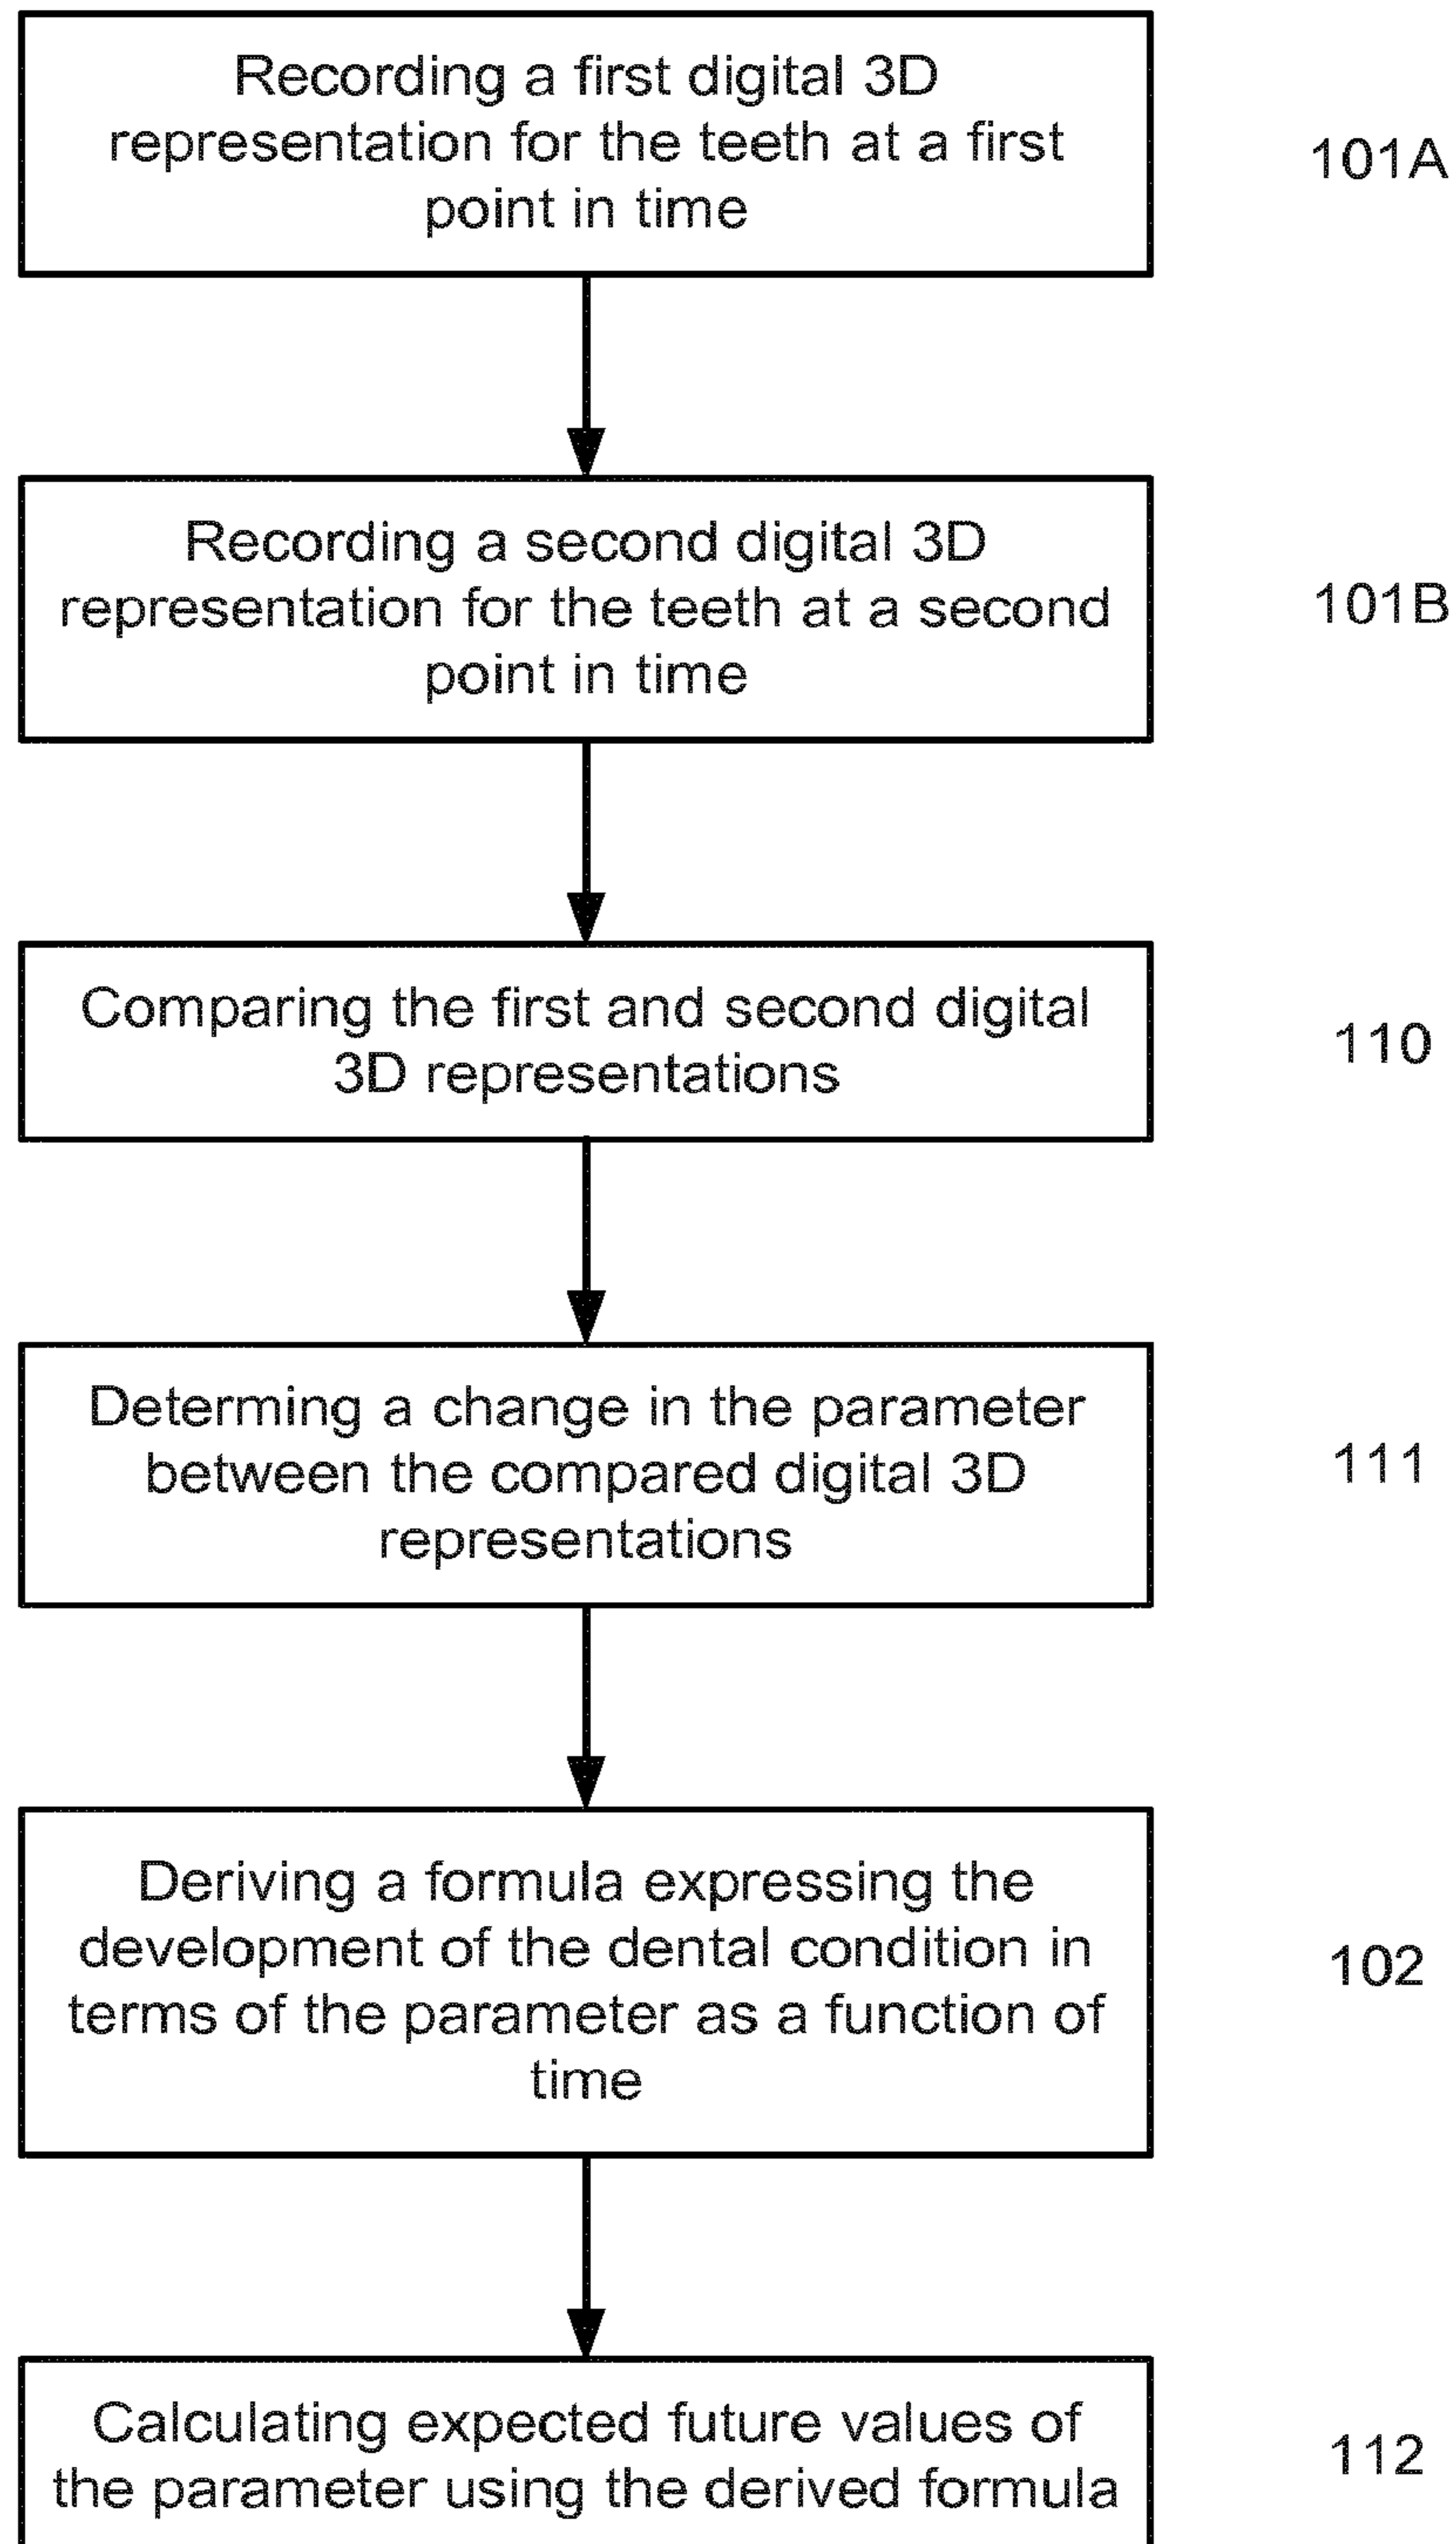 Recording a first digital 3D
representation for the teeth at a first
point in time
101A
Recording a second digital 3D
representation for the teeth at a second
point in time
101B
Comparing the first and second digital
3D representations
110
Determing a change in the parameter
between the compared digital 3D
representations
111
Deriving a formula expressing the
development of the dental condition in
terms of the parameter as a function of
time
102
Calculating expected future values of
the parameter using the derived formula
112